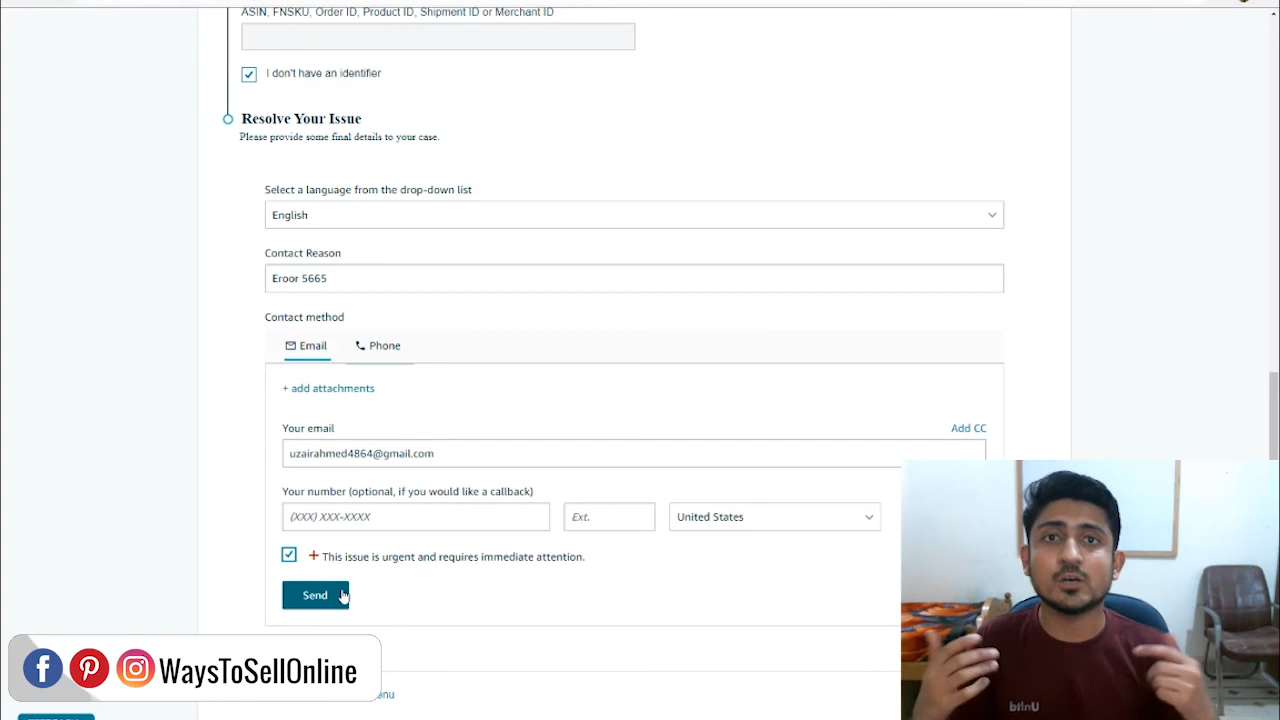 ASIN, FNSKU, Order ID, Product ID, Shipment ID or Merchant ID
I don't have an identifier
Resolve Your Issue
Please provide some final details to your case.
Select a language from the drop-down list
English
Contact Reason
Eroor 5665
Contact method
Email
Phone
+ add attachments
Your email
Add CC
uzairahmed4864@gmail.com
Your number (optional, if you would like a callback)
(XXX) XXX-XXXX
Ext.
United States
+ This issue is urgent and requires immediate attention.
Send
WaysToSellOnline